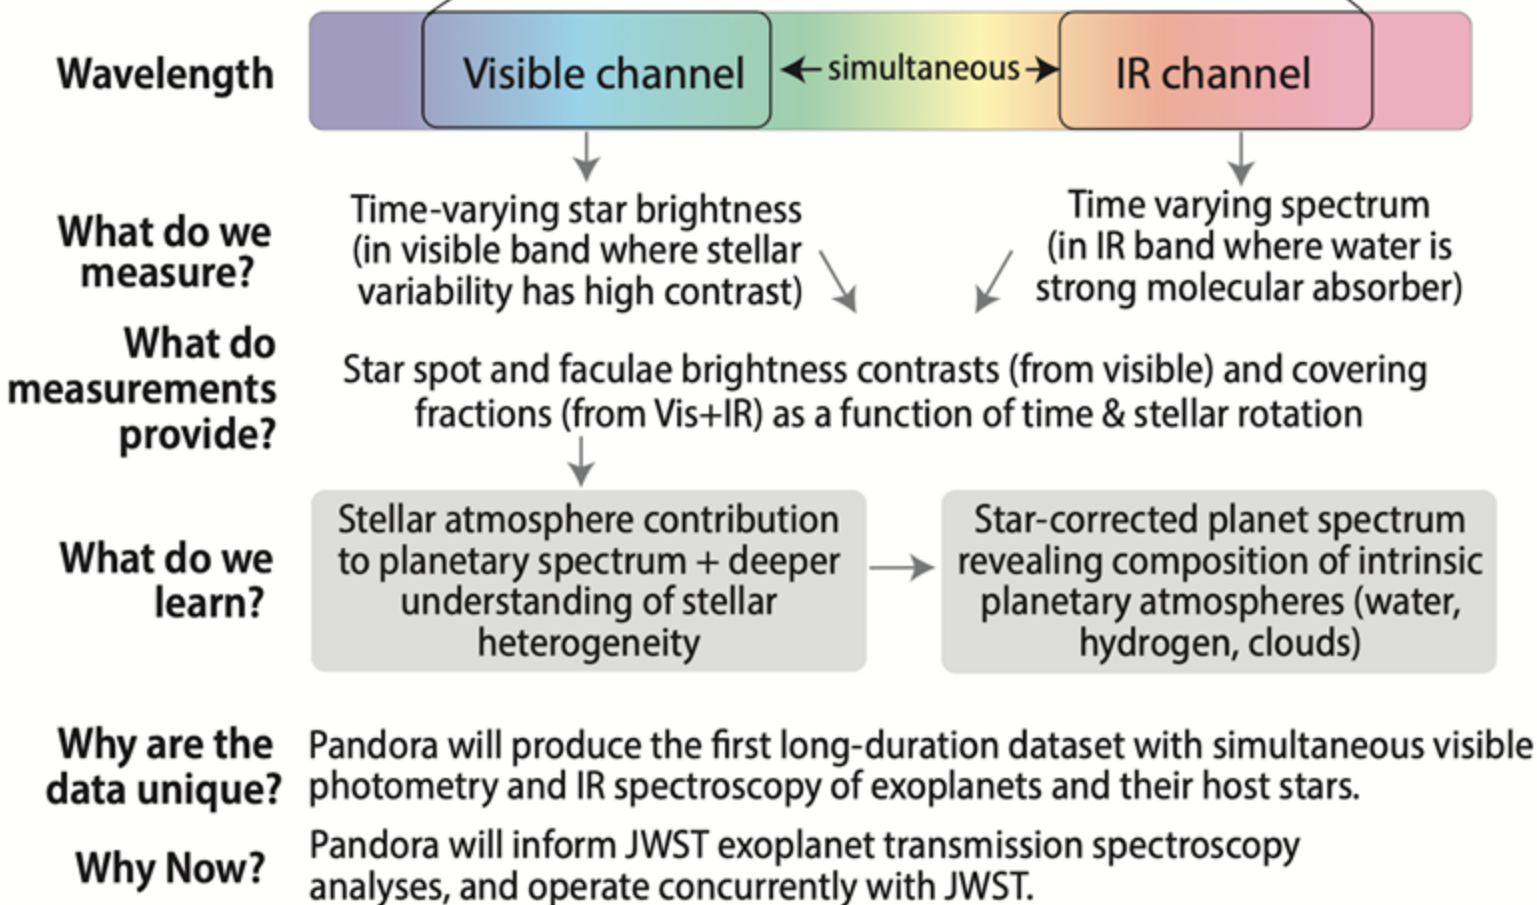 Wavelength
Visible channel
simultaneous
IR channel
What do we
measure?
Time-varying star brightness
(in visible band where stellar
variability has high contrast)
Time varying spectrum
(in IR band where water is
strong molecular absorber)
What do
measurements
provide?
Star spot and faculae brightness contrasts (from visible) and covering
fractions (from Vis+IR) as a function of time & stellar rotation
What do we
learn?
Stellar atmosphere contribution
to planetary spectrum + deeper
understanding of stellar
heterogeneity
Star-corrected planet spectrum
revealing composition of intrinsic
planetary atmospheres (water,
hydrogen, clouds)
Why are the
data unique?
Pandora will produce the first long-duration dataset with simultaneous visible
photometry and IR spectroscopy of exoplanets and their host stars.
Why Now?
Pandora will inform JWST exoplanet transmission spectroscopy
analyses, and operate concurrently with JWST.